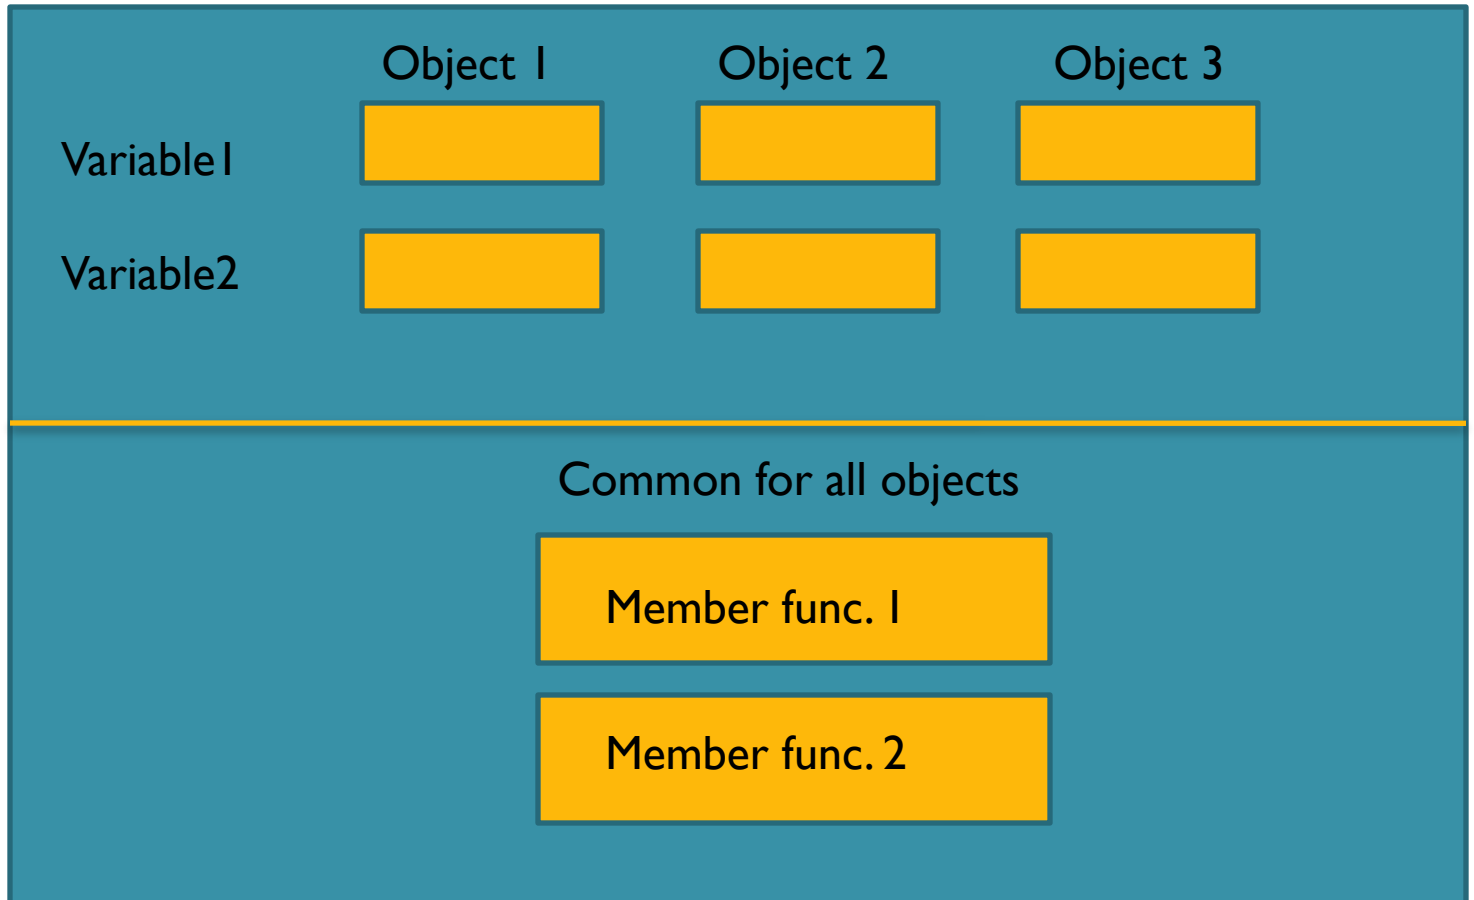 Object 1 Object 2 Object 3
Variable1
Variable2
Common for all objects
Member func. 1
Member func. 2